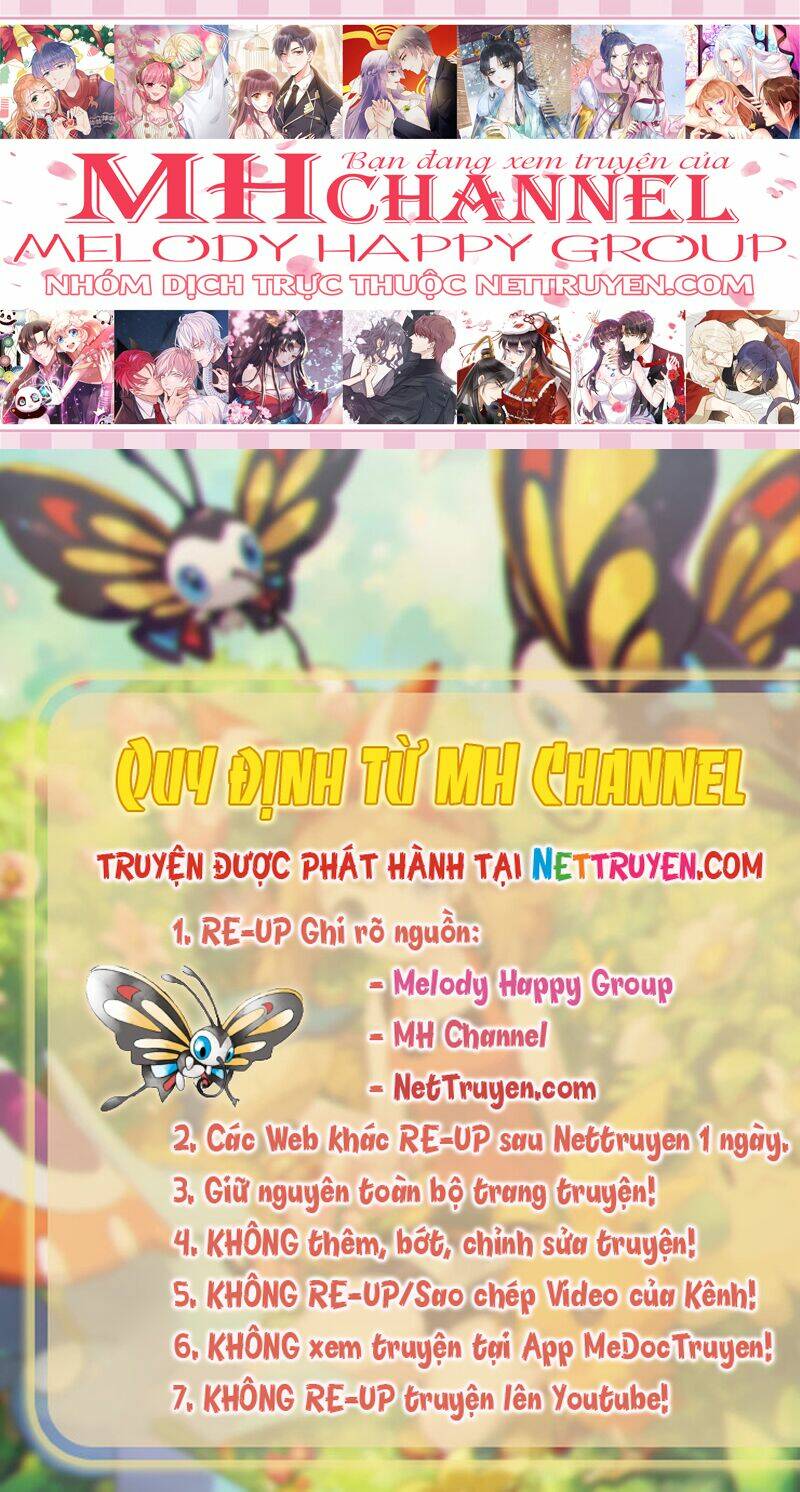 Bạn đang xem truyện của
MH CHANNEL
MELODY HAPPY GROUP
NHÓM DỊCH TRỰC THUỘC NETTRUYEN.COM
QUY ĐỊNH TỪ MH CHANNEL
TRUYỆN ĐƯỢC PHÁT HÀNH TẠI NETTRUYEN.COM
1. RE-UP Ghi rõ nguồn:
- Melody Happy Group
- MH Channel
- NetTruyen.com
2. Các Web khác RE-UP sau Nettruyen 1 ngày.
3. Giữ nguyên toàn bộ trang truyện!
4. KHÔNG thêm, bớt, chỉnh sửa truyện!
5. KHÔNG RE-UP/Sao chép Video của Kênh!
6. KHÔNG xem truyện tại App MeDocTruyen!
7. KHÔNG RE-UP truyện lên Youtube!